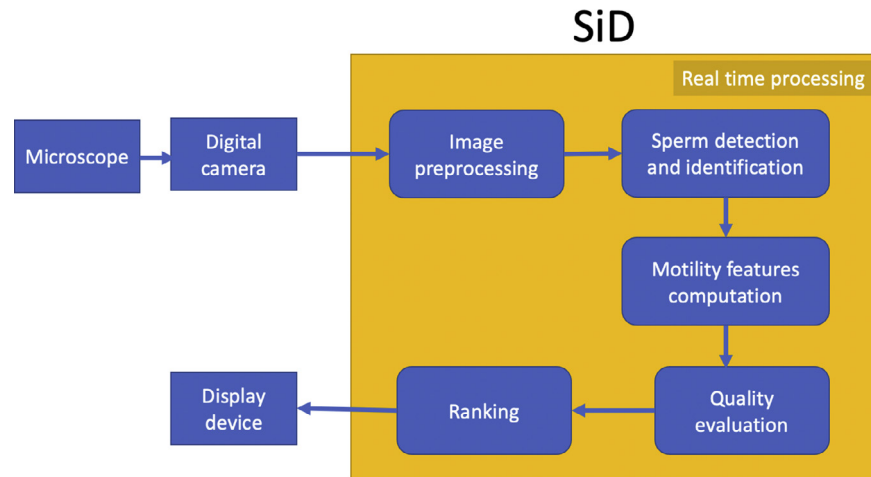 SiD
Real time processing
Microscope
Digital
camera
Image
preprocessing
Sperm detection
and identification
Motility features
computation
Quality
evaluation
Ranking
Display
device